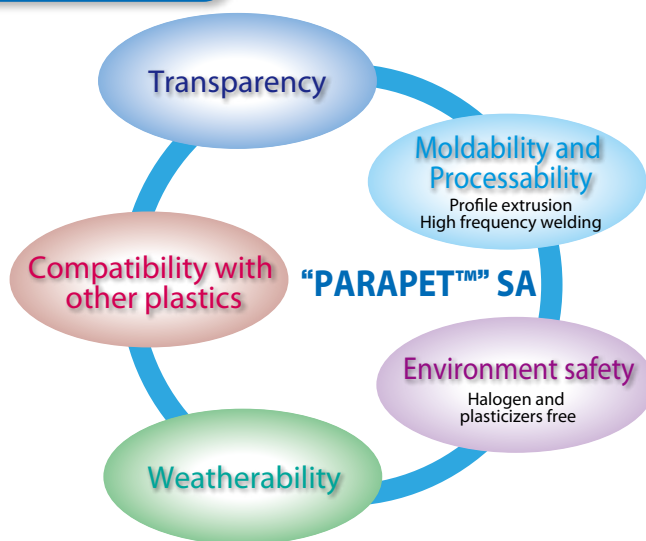 Transparency
Moldability and
Processability
Profile extrusion
High frequency welding
Compatibility with
other plastics
“PARAPET™” SA
Environment safety
Halogen and
plasticizers free
Weatherability